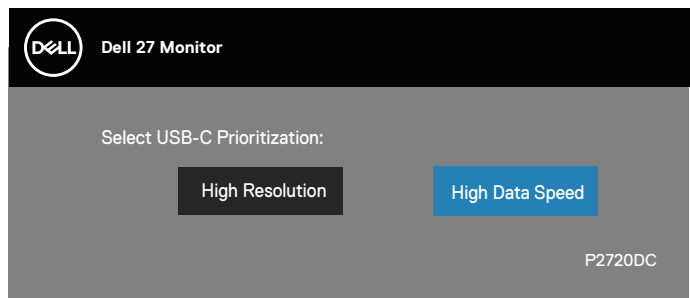 DELL
Dell 27 Monitor
Select USB-C Prioritization:
High Resolution
High Data Speed
P2720DC